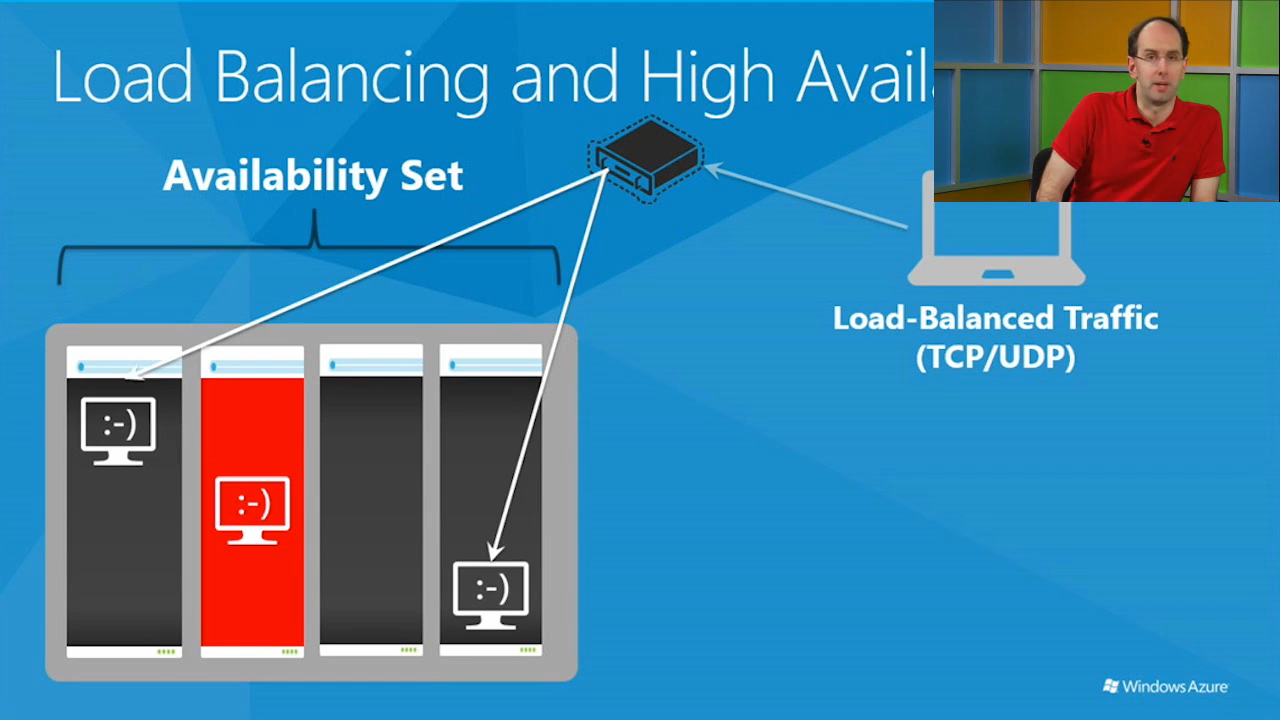 Load Balancing and High Avail
Availability Set
Load-Balanced Traffic
(TCP/UDP)
:-)
:-)
:-)
Windows Azure